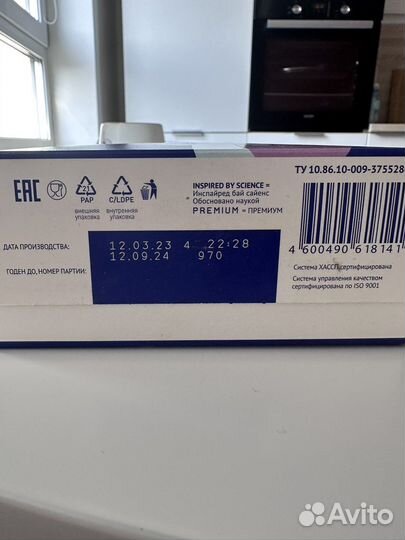 ТУ 10.86.10-009-375528
EAC
21
PAP
внешняя
упаковка
C/LDPE
внутренняя
упаковка
INSPIRED BY SCIENCE =
Инспайред бай сайенс
Обосновано наукой
PREMIUM = ПРЕМИУМ
ДАТА ПРОИЗВОДСТВА:
12.03.23 4 22:28
ГОДЕН ДО, НОМЕР ПАРТИИ:
12.09.24 970
4 600490 618141
Система ХАССП сертифицирована
Система управления качеством
сертифицирована по ISO 9001
Avito